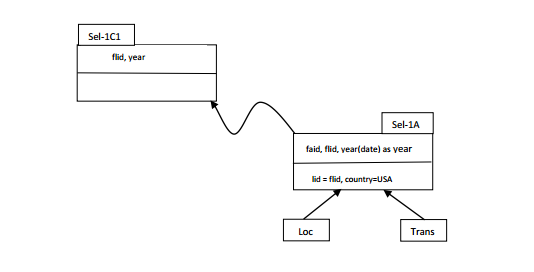 Sel-1C1
flid, year
Sel-1A
faid, flid, year(date) as year
lid = flid, country=USA
Loc
Trans